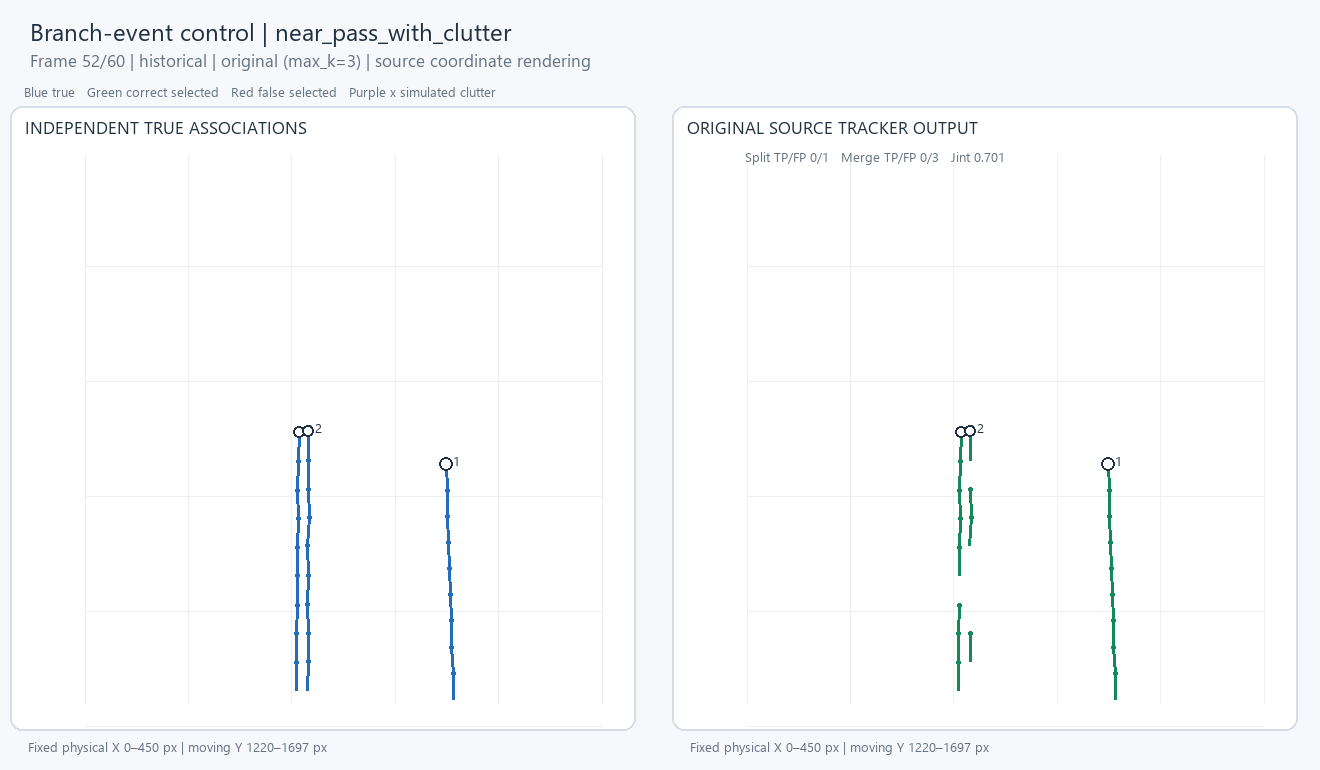 Branch-event control | near_pass_with_clutter
Frame 52/60 | historical | original (max_k=3) | source coordinate rendering
Blue true   Green correct selected   Red false selected   Purple x simulated clutter
INDEPENDENT TRUE ASSOCIATIONS
2
1
Fixed physical X 0–450 px | moving Y 1220–1697 px
ORIGINAL SOURCE TRACKER OUTPUT
Split TP/FP 0/1   Merge TP/FP 0/3   Jint 0.701
2
1
Fixed physical X 0–450 px | moving Y 1220–1697 px